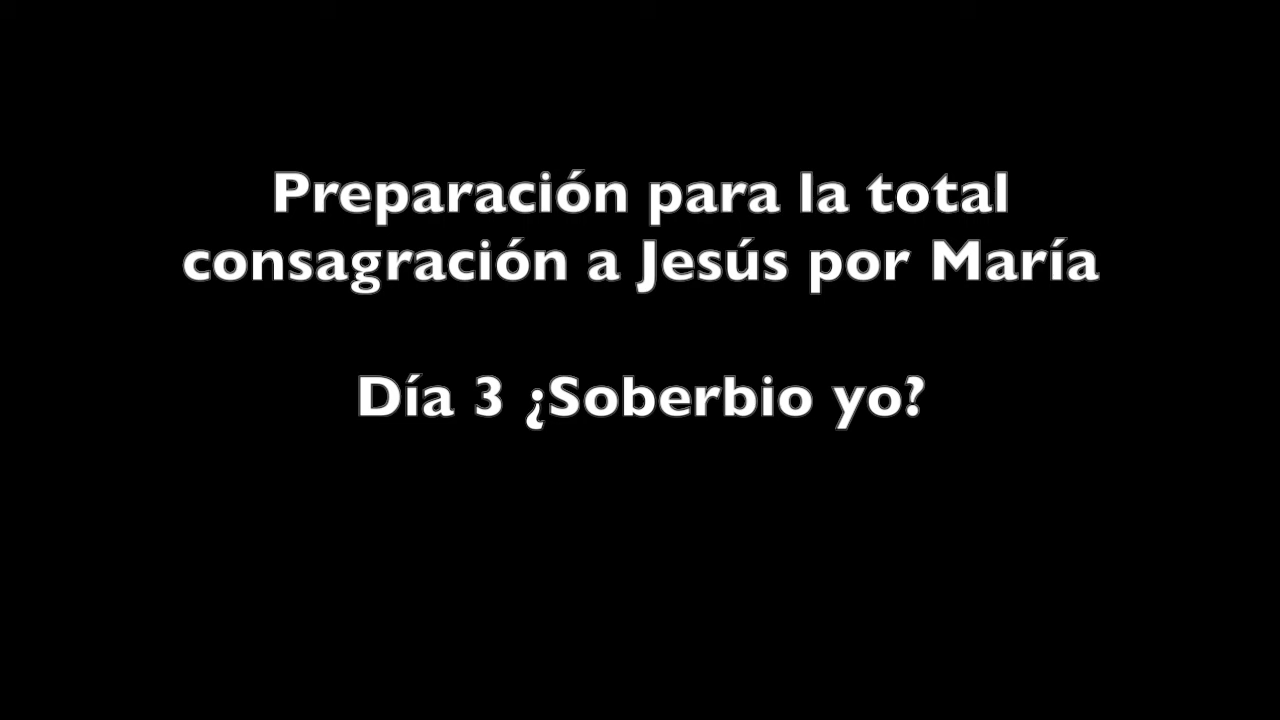 Preparación para la total
consagración a Jesús por María
Día 3 ¿Soberbio yo?